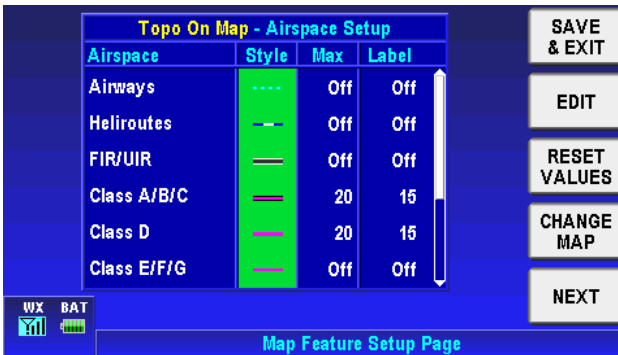 Topo On Map - Airspace Setup
Airspace Style Max Label
Airways Off Off
Heliroutes Off Off
FIR/UIR Off Off
Class A/B/C 20 15
Class D 20 15
Class E/F/G Off Off
SAVE
& EXIT
EDIT
RESET
VALUES
CHANGE
MAP
NEXT
WX BAT
Map Feature Setup Page